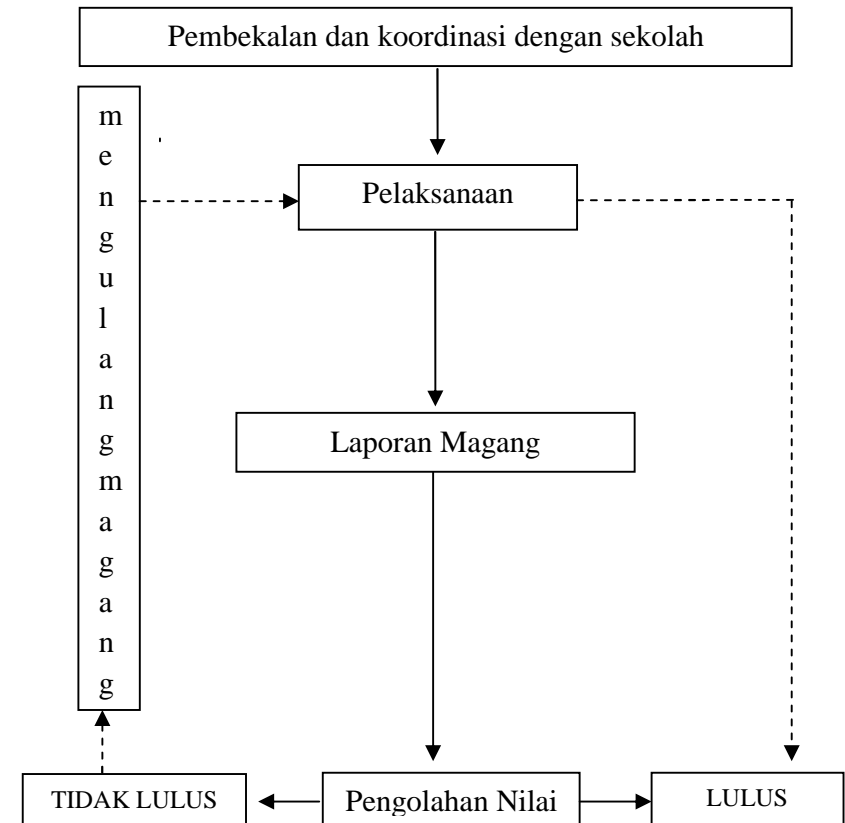 Pembekalan dan koordinasi dengan sekolah
m
e
n
g
u
l
a
n
g
m
a
g
a
n
g
Pelaksanaan
Laporan Magang
TIDAK LULUS
Pengolahan Nilai
LULUS